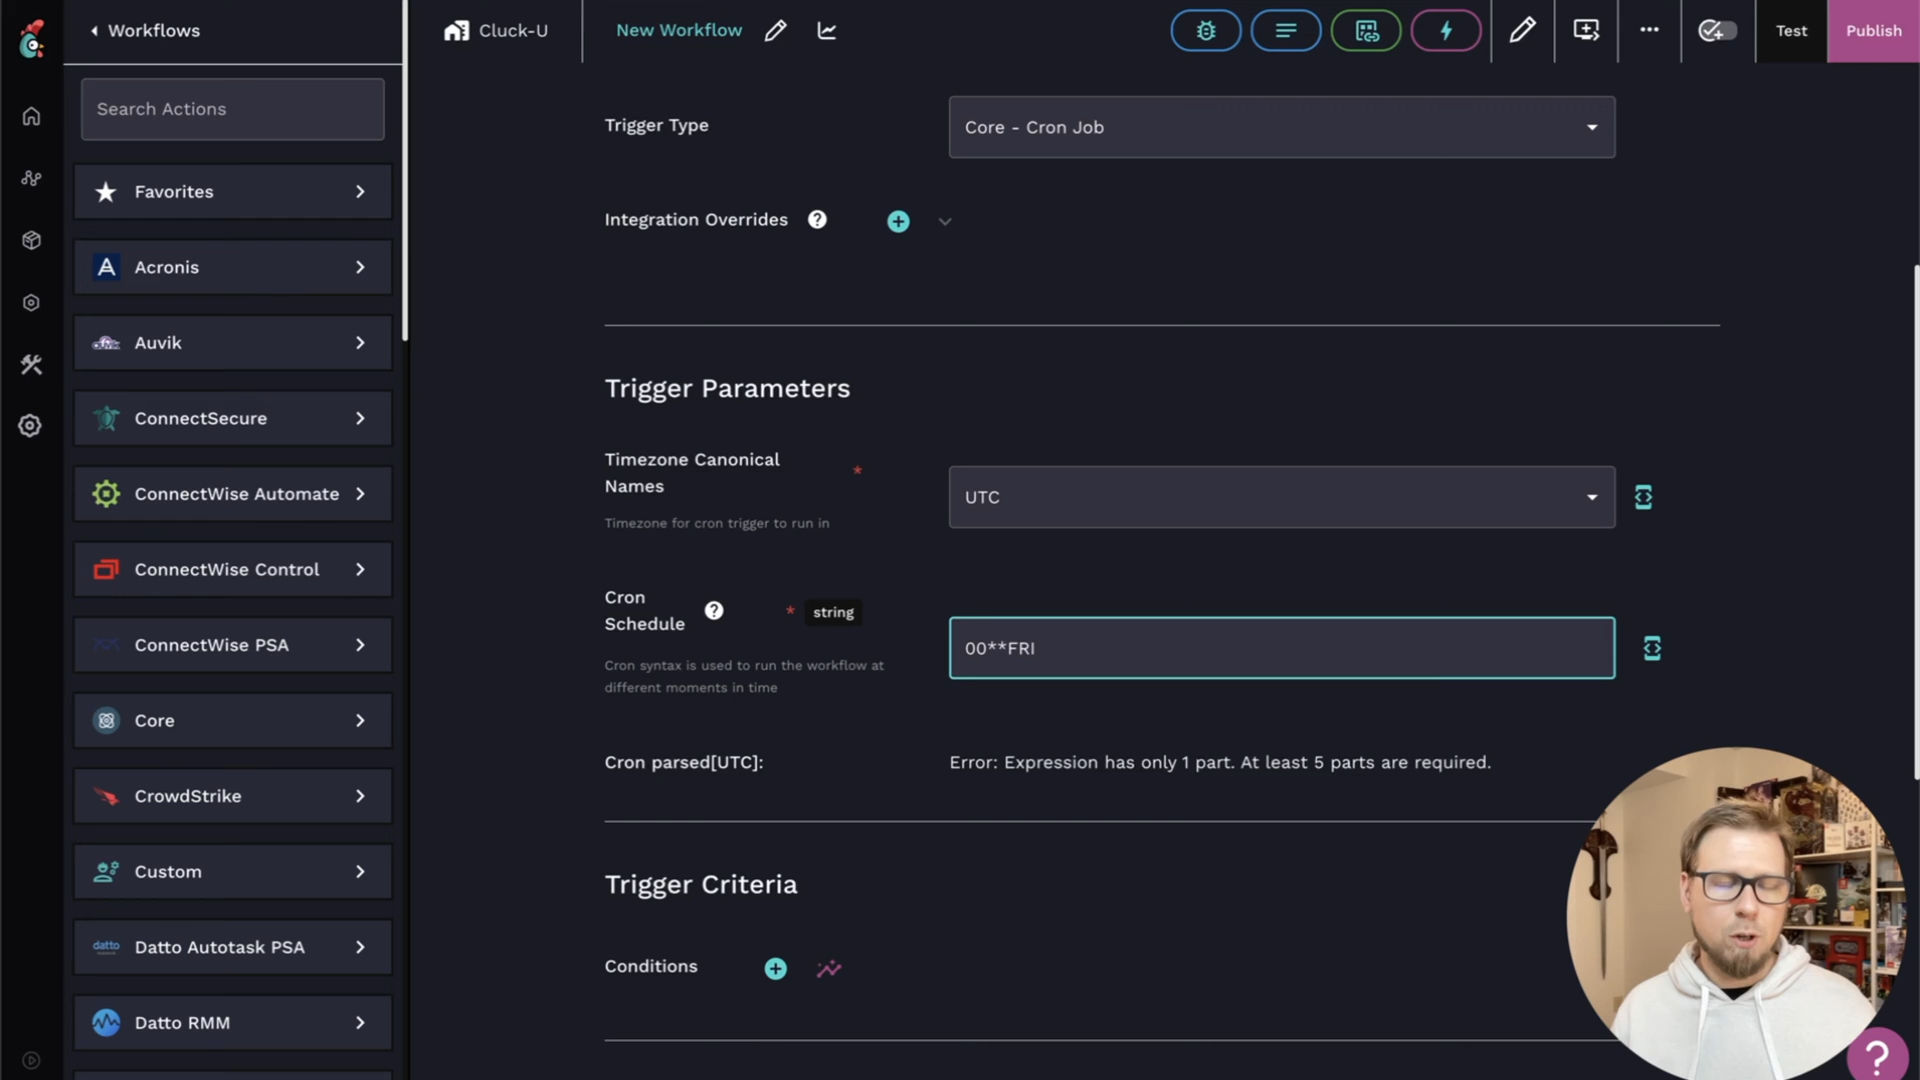 Workflows
Cluck-U
New Workflow
Test
Publish
Search Actions
Favorites
Acronis
Auvik
ConnectSecure
ConnectWise Automate
ConnectWise Control
ConnectWise PSA
Core
CrowdStrike
Custom
datto
Datto Autotask PSA
Datto RMM
Trigger Type
Core - Cron Job
Integration Overrides ?
Trigger Parameters
Timezone Canonical
Names *
Timezone for cron trigger to run in
UTC
Cron
Schedule ? * string
Cron syntax is used to run the workflow at
different moments in time
00**FRI
Cron parsed[UTC]:
Error: Expression has only 1 part. At least 5 parts are required.
Trigger Criteria
Conditions
?